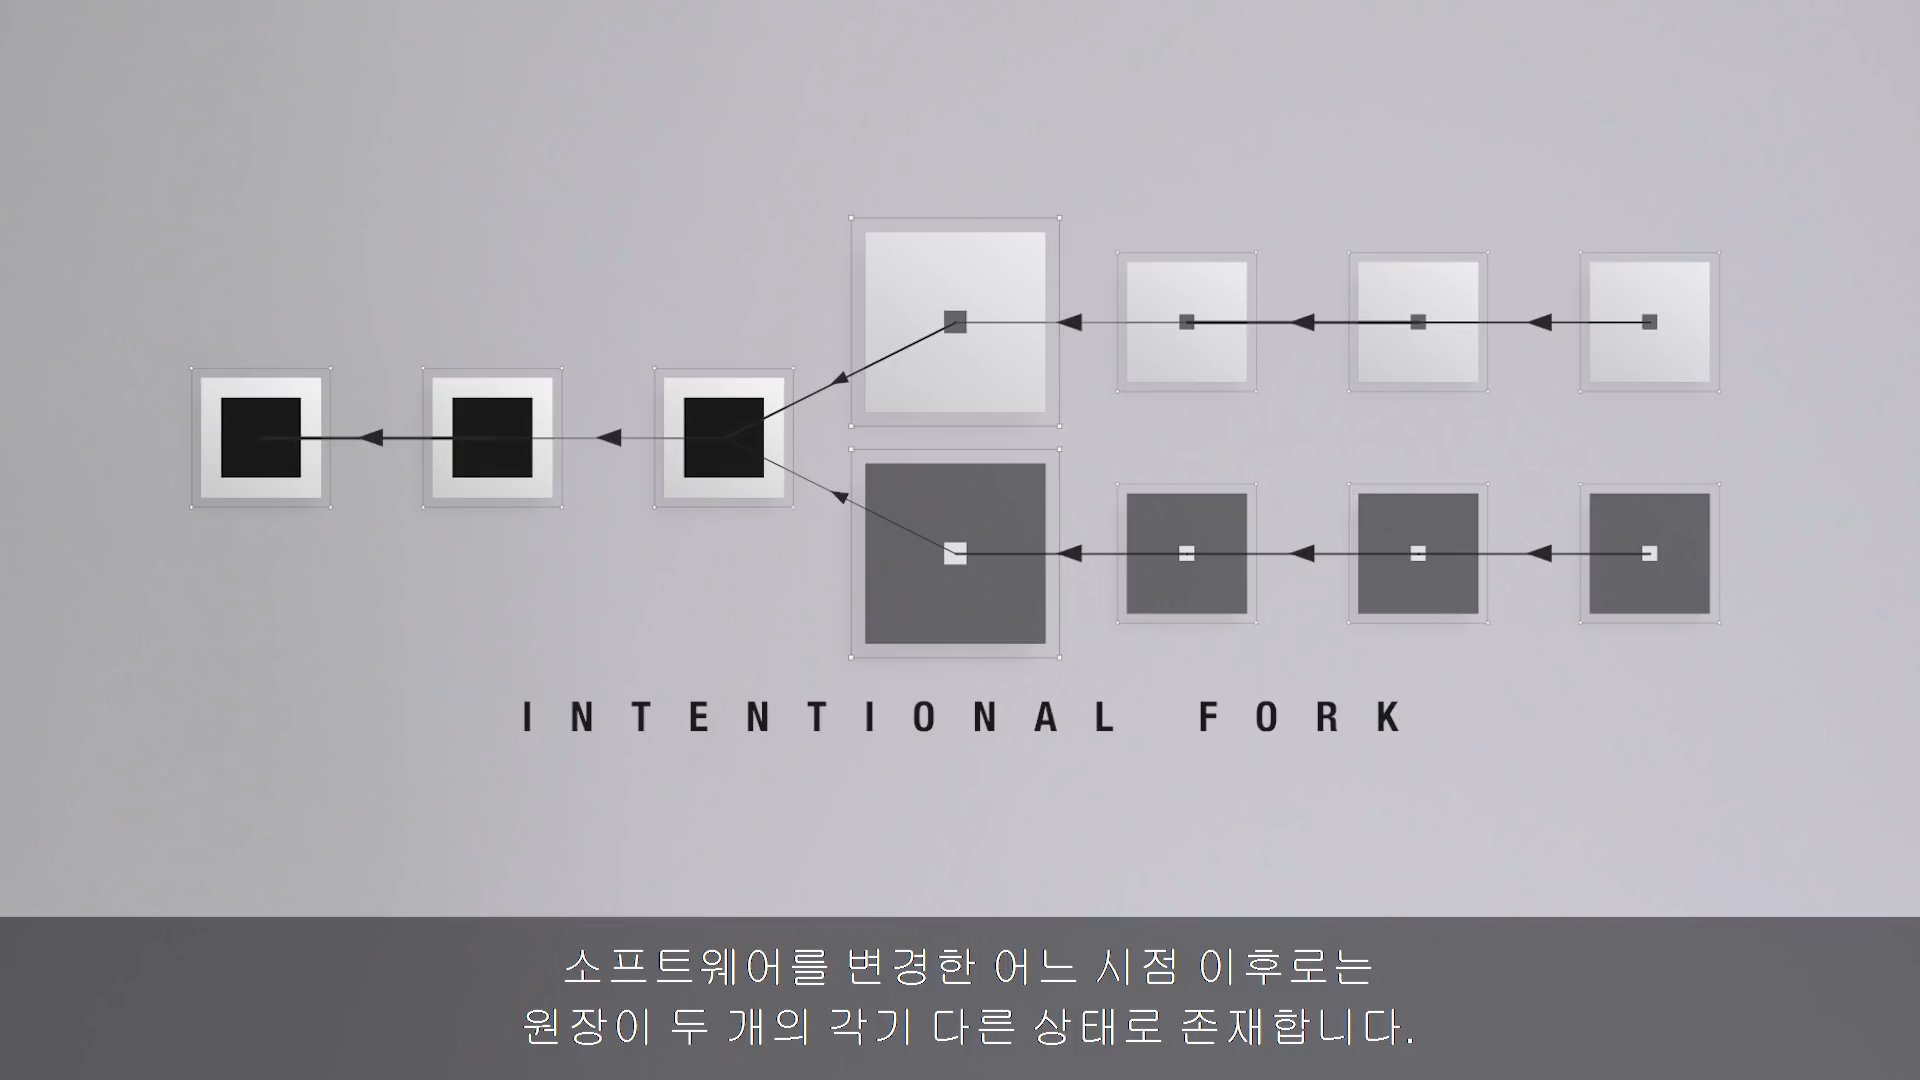 INTENTIONAL FORK
소프트웨어를 변경한 어느 시점 이후로는
원장이 두 개의 각기 다른 상태로 존재합니다.